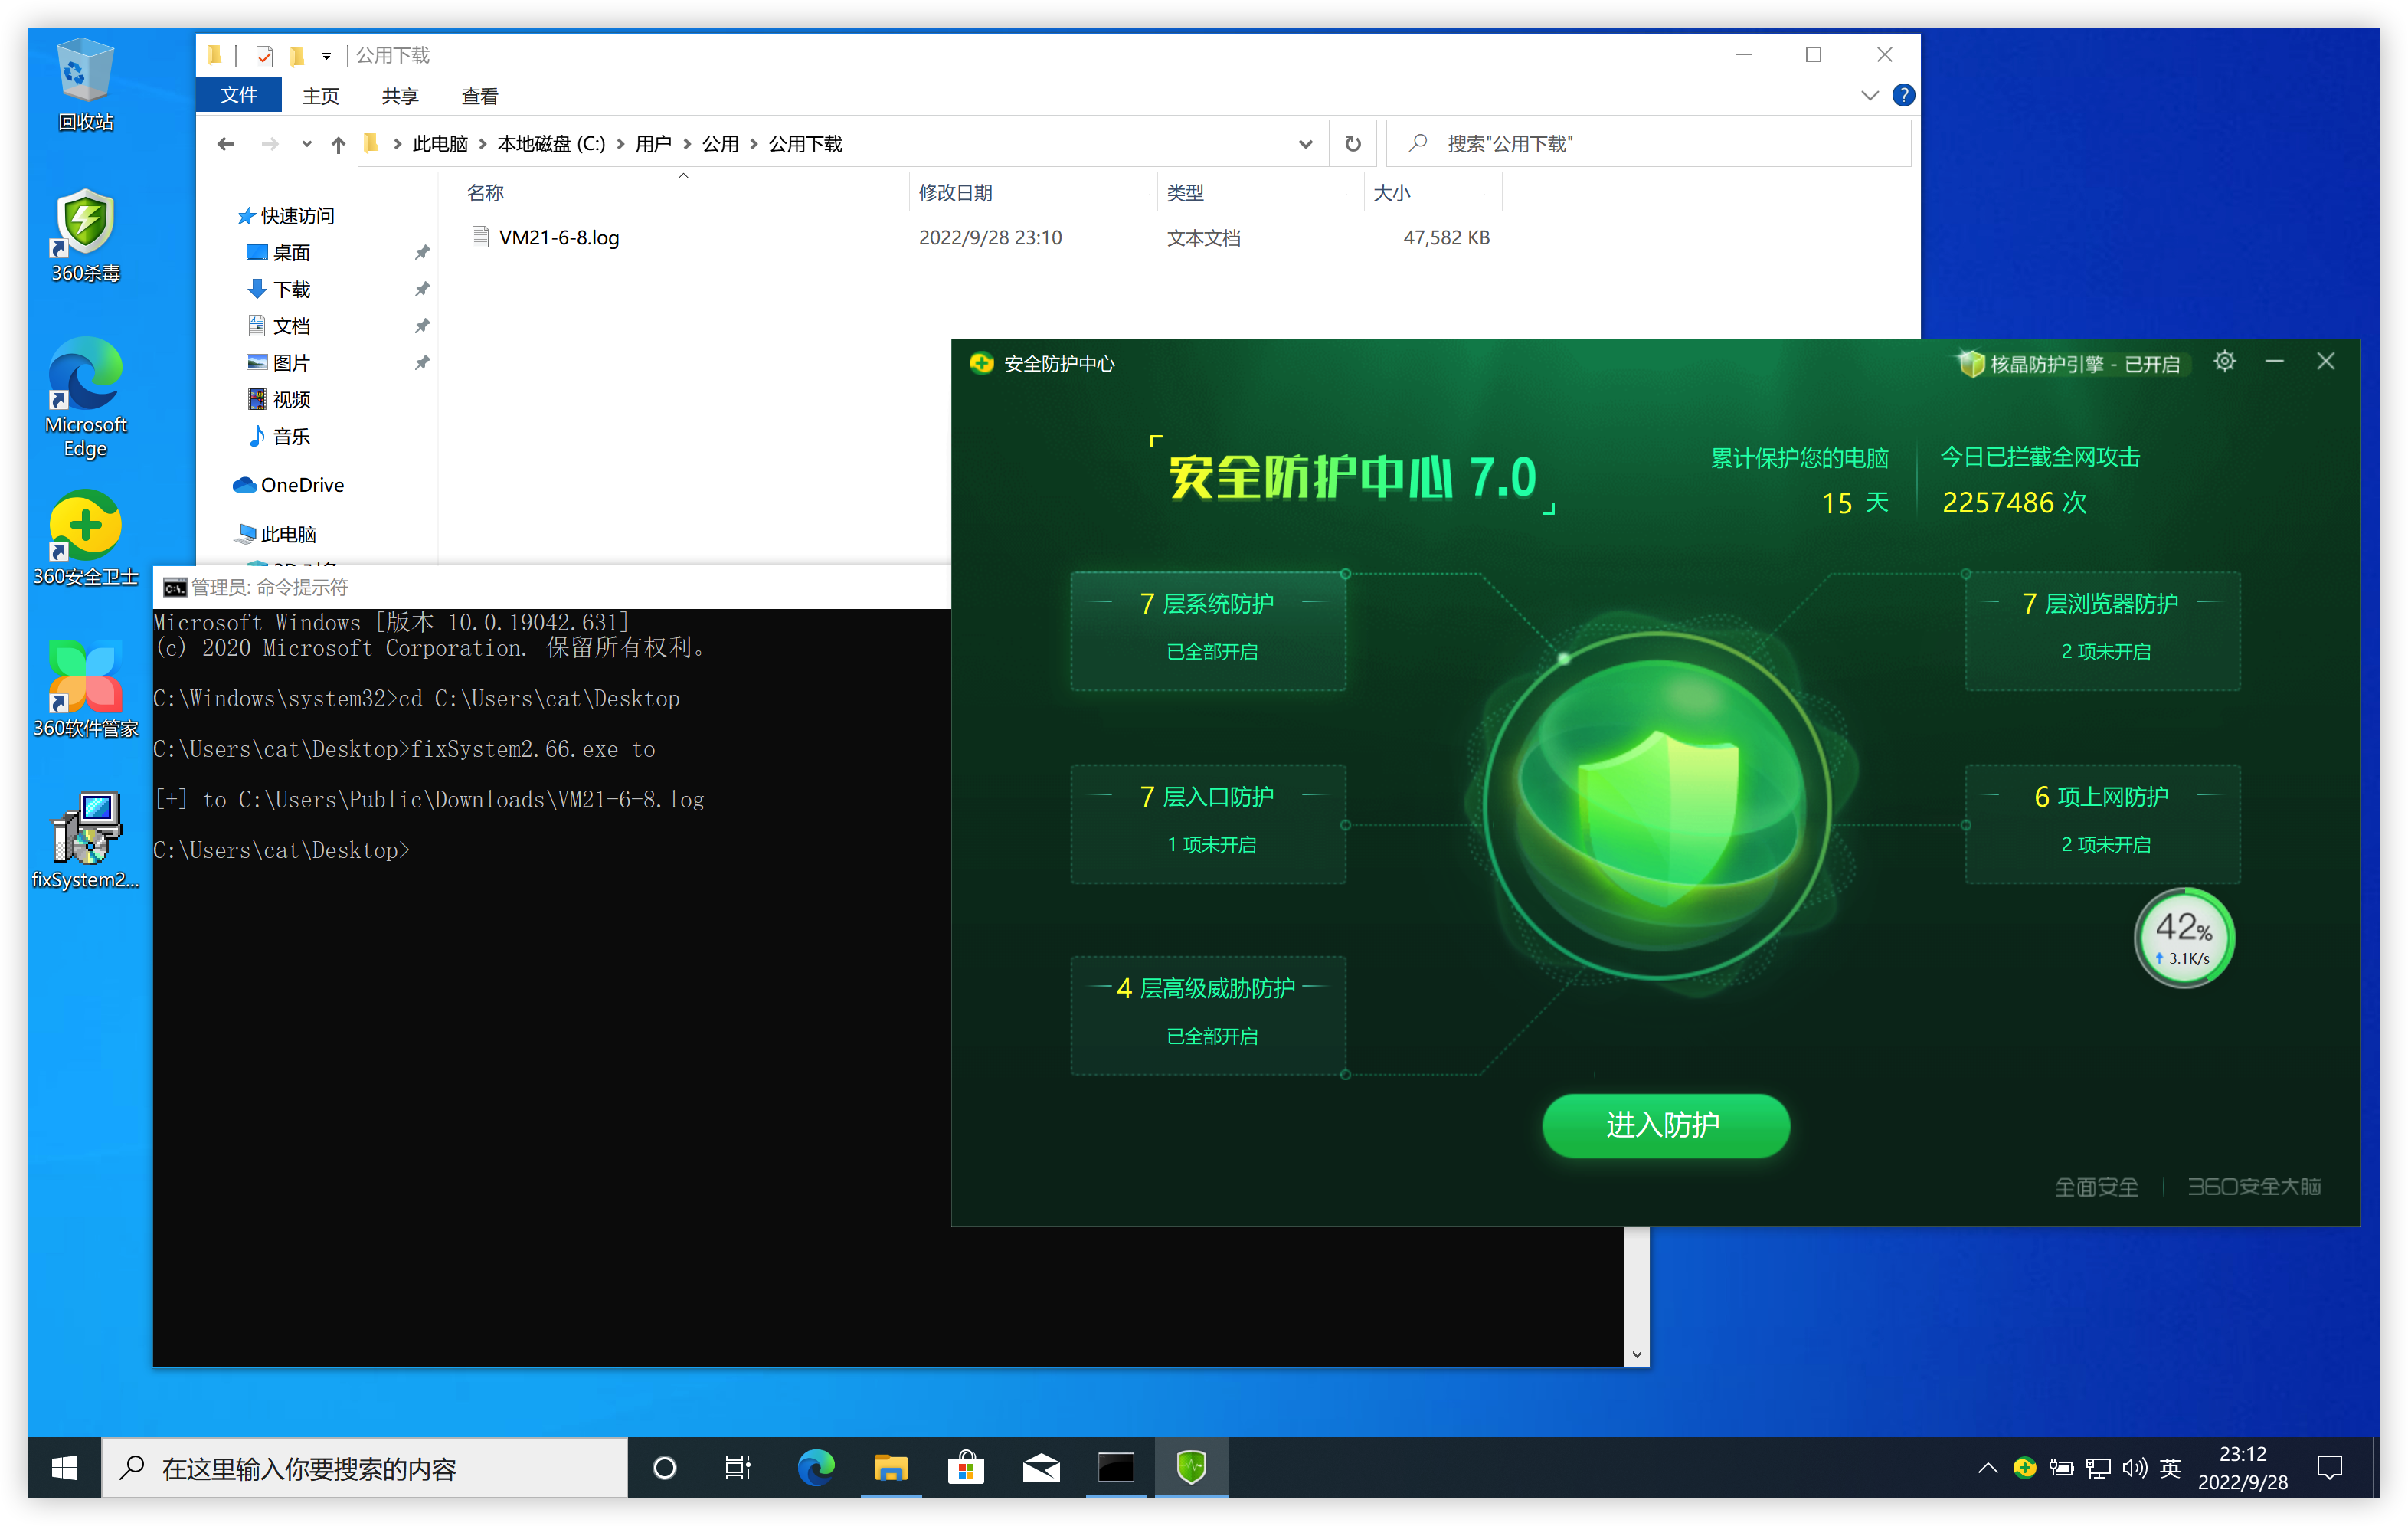 回收站
360杀毒
Microsoft
Edge
360安全卫士
360软件管家
fixSystem2...
公用下载
文件
主页
共享
查看
此电脑
本地磁盘 (C:)
用户
公用
公用下载
搜索"公用下载"
名称
修改日期
类型
大小
VM21-6-8.log
2022/9/28 23:10
文本文档
47,582 KB
快速访问
桌面
下载
文档
图片
视频
音乐
OneDrive
此电脑
管理员: 命令提示符
Microsoft Windows [版本 10.0.19042.631]
(c) 2020 Microsoft Corporation. 保留所有权利。
C:\Windows\system32>cd C:\Users\cat\Desktop
C:\Users\cat\Desktop>fixSystem2.66.exe to
[+] to C:\Users\Public\Downloads\VM21-6-8.log
C:\Users\cat\Desktop>
安全防护中心
核晶防护引擎 - 已开启
安全防护中心 7.0
累计保护您的电脑
15 天
今日已拦截全网攻击
2257486 次
7 层系统防护
已全部开启
7 层浏览器防护
2 项未开启
7 层入口防护
1 项未开启
6 项上网防护
2 项未开启
42%
3.1K/s
4 层高级威胁防护
已全部开启
进入防护
全面安全
360安全大脑
在这里输入你要搜索的内容
英
23:12
2022/9/28